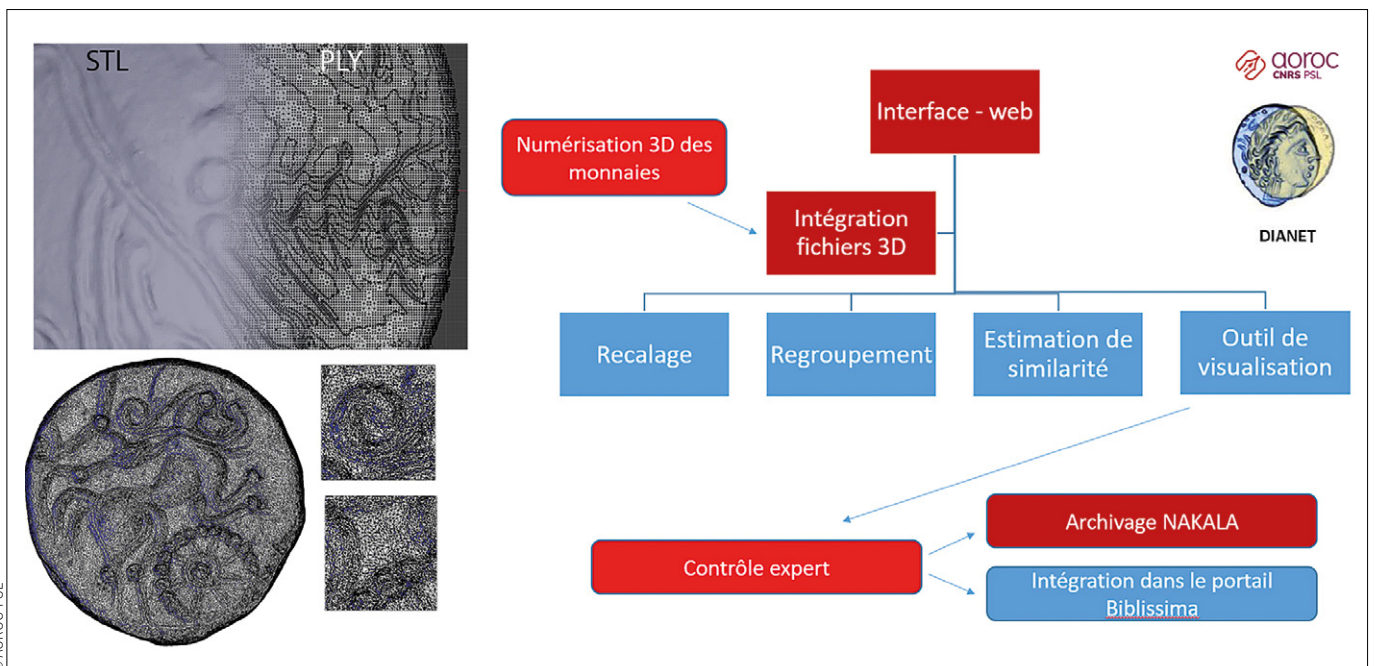 STL
PLY
Numérisation 3D des
monnaies
Interface - web
Intégration
fichiers 3D
aoroc
CNRS PSL
DIANET
Recalage
Regroupement
Estimation de
similarité
Outil de
visualisation
Contrôle expert
Archivage NAKALA
Intégration dans le portail
Biblissima